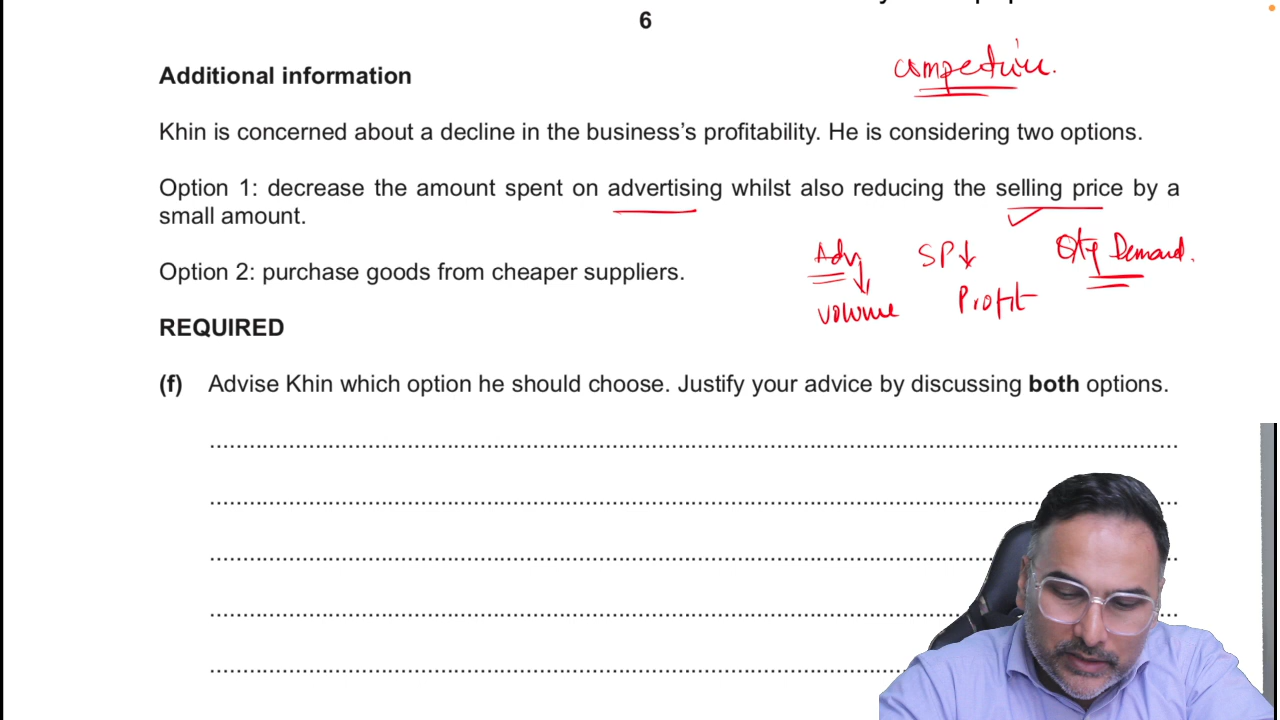 6
competitive.
Additional information
Khin is concerned about a decline in the business's profitability. He is considering two options.
Option 1: decrease the amount spent on advertising whilst also reducing the selling price by a
small amount.
Adv SP↓ Qty Demand.
Option 2: purchase goods from cheaper suppliers.
volume Profit
REQUIRED
(f) Advise Khin which option he should choose. Justify your advice by discussing both options.